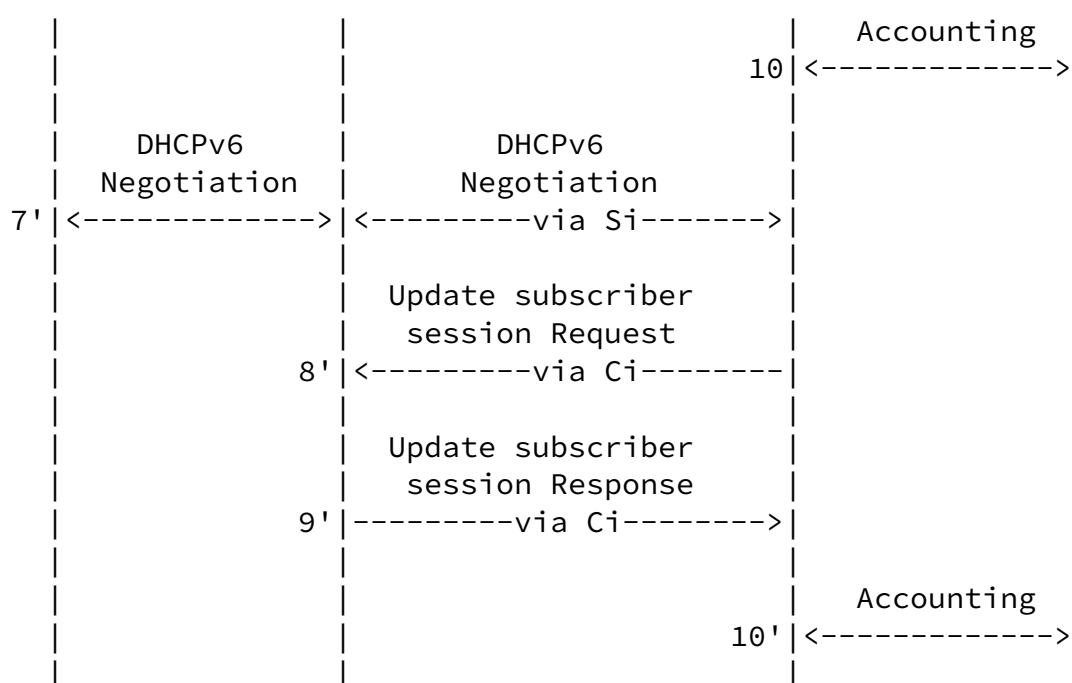 |                |                         |   Accounting
|                |                       10|<------------->
|                |                         |
|    DHCPv6      |        DHCPv6           |
|  Negotiation   |      Negotiation        |
7'|<------------->|<---------via Si------->|
|                |                         |
|                |  Update subscriber      |
|                |   session Request       |
|              8'|<---------via Ci--------|
|                |                         |
|                |  Update subscriber      |
|                |   session Response      |
|              9'|---------via Ci-------->|
|                |                         |
|                |                         |   Accounting
|                |                      10'|<------------->
|                |                         |